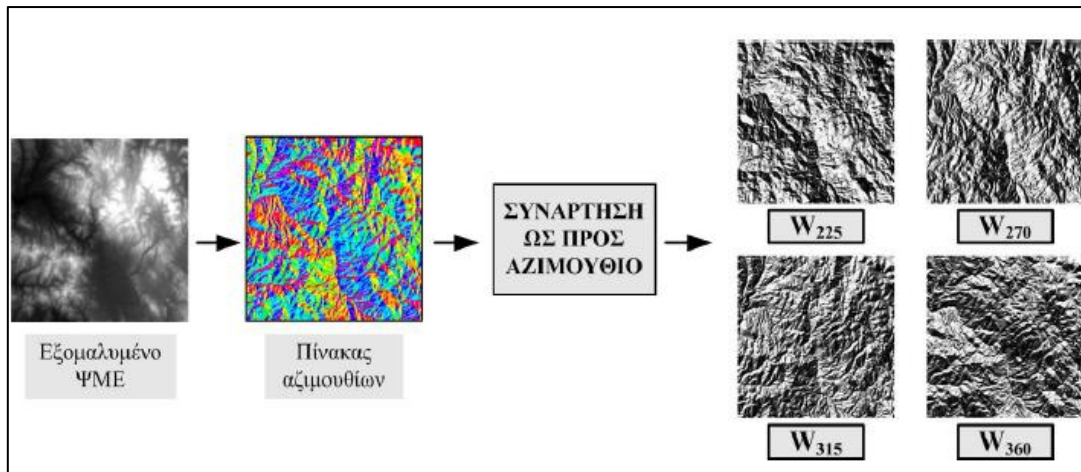 Εξομαλυμένο
ΨΜΕ
Πίνακας
αζιμουθίων
ΣΥΝΑΡΤΗΣΗ
ΩΣ ΠΡΟΣ
ΑΖΙΜΟΥΘΙΟ
W225
W270
W315
W360